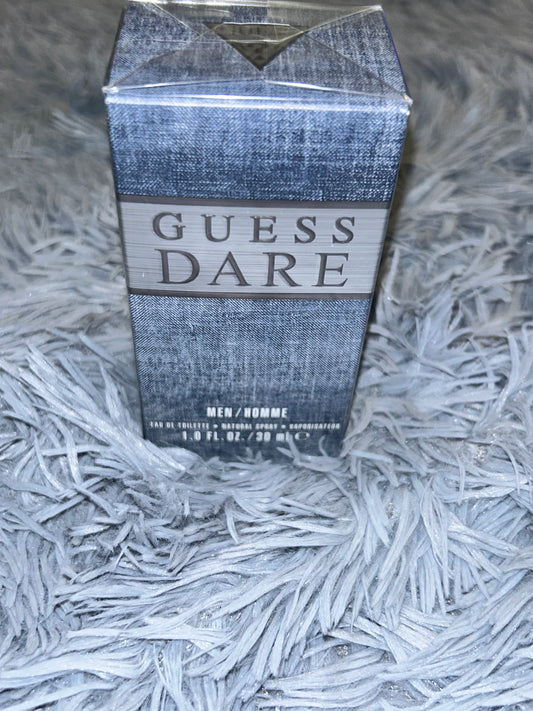 GUESS
DARE
MEN/HOMME
EAU DE TOILETTE • NATURAL SPRAY • VAPORISATEUR
1.0 FL.OZ./30 ml ℮